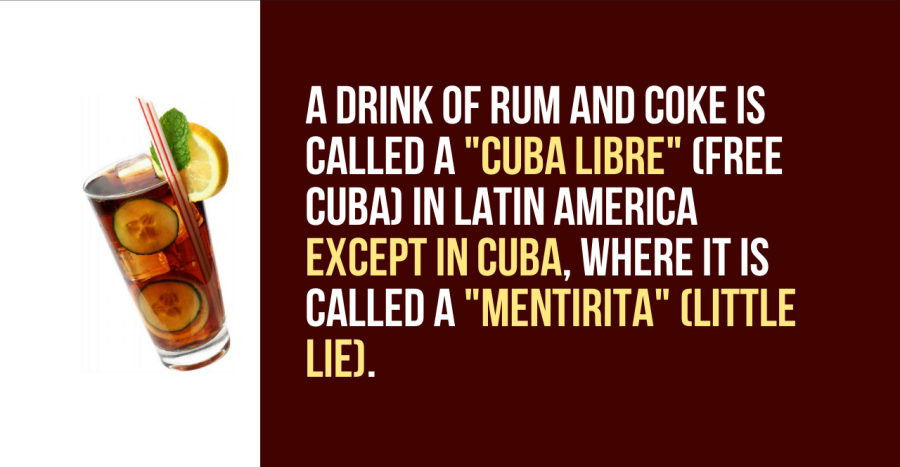 A DRINK OF RUM AND COKE IS
CALLED A "CUBA LIBRE" (FREE
CUBA) IN LATIN AMERICA
EXCEPT IN CUBA, WHERE IT IS
CALLED A "MENTIRITA" (LITTLE
LIE).